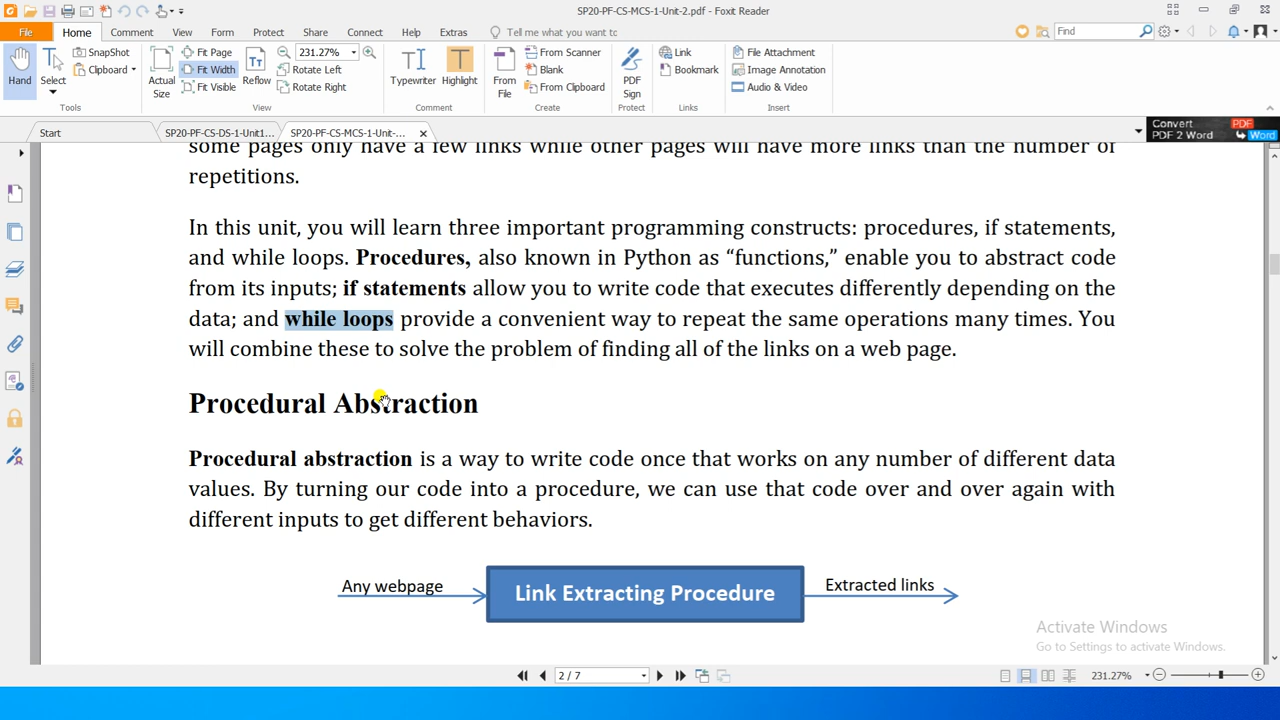 SP20-PF-CS-MCS-1-Unit-2.pdf - Foxit Reader
File Home Comment View Form Protect Share Connect Help Extras Tell me what you want tc Find
Hand
Select
SnapShot
Clipboard
Tools
Actual Size
Fit Page
Fit Width
Fit Visible
Reflow
231.27%
Rotate Left
Rotate Right
View
Typewriter
Highlight
Comment
From File
From Scanner
Blank
From Clipboard
Create
PDF Sign
Protect
Link
Bookmark
Links
File Attachment
Image Annotation
Audio & Video
Insert
Start SP20-PF-CS-DS-1-Unit1... SP20-PF-CS-MCS-1-Unit-...
Convert PDF
PDF 2 Word Word
some pages only have a few links while other pages will have more links than the number of
repetitions.
In this unit, you will learn three important programming constructs: procedures, if statements,
and while loops. Procedures, also known in Python as “functions,” enable you to abstract code
from its inputs; if statements allow you to write code that executes differently depending on the
data; and while loops provide a convenient way to repeat the same operations many times. You
will combine these to solve the problem of finding all of the links on a web page.
Procedural Abstraction
Procedural abstraction is a way to write code once that works on any number of different data
values. By turning our code into a procedure, we can use that code over and over again with
different inputs to get different behaviors.
Any webpage
Link Extracting Procedure
Extracted links
Activate Windows
Go to Settings to activate Windows.
2 / 7
231.27%